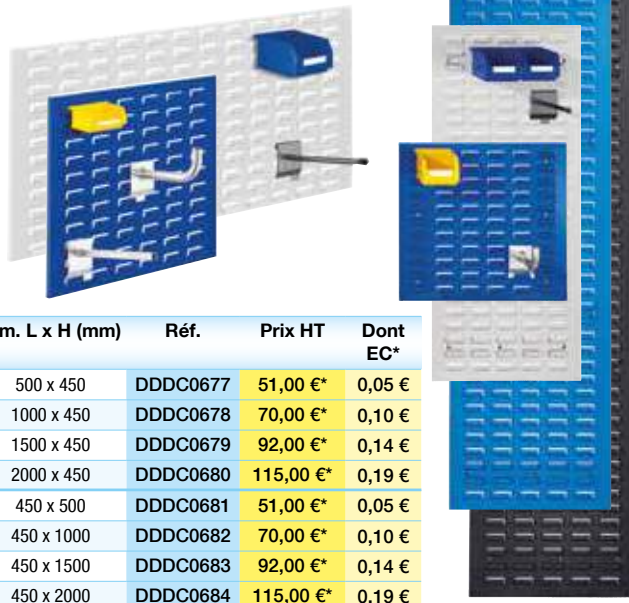 m. L x H (mm) Réf. Prix HT Dont EC*
500 x 450 DDDC0677 51,00 €* 0,05 €
1000 x 450 DDDC0678 70,00 €* 0,10 €
1500 x 450 DDDC0679 92,00 €* 0,14 €
2000 x 450 DDDC0680 115,00 €* 0,19 €
450 x 500 DDDC0681 51,00 €* 0,05 €
450 x 1000 DDDC0682 70,00 €* 0,10 €
450 x 1500 DDDC0683 92,00 €* 0,14 €
450 x 2000 DDDC0684 115,00 €* 0,19 €